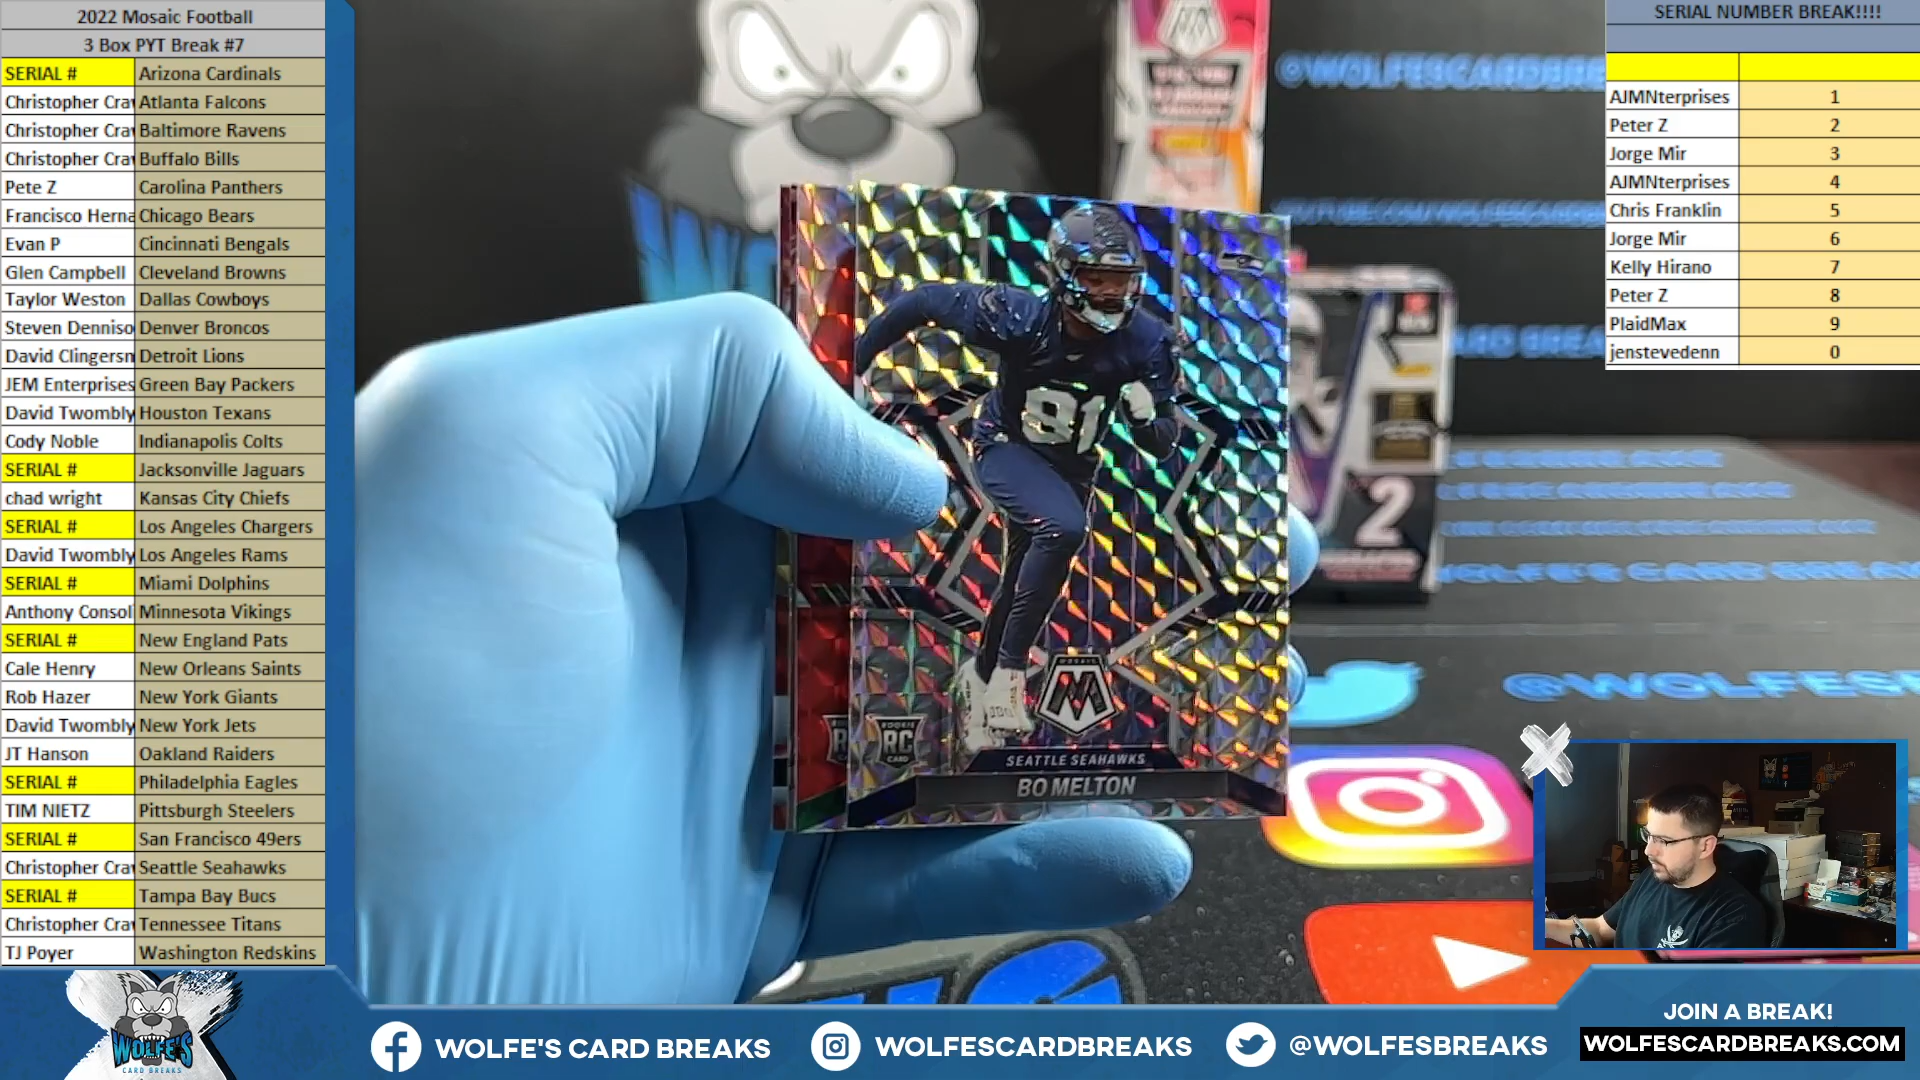 2022 Mosaic Football
3 Box PYT Break #7
SERIAL # Arizona Cardinals
Christopher Cra Atlanta Falcons
Christopher Cra Baltimore Ravens
Christopher Cra Buffalo Bills
Pete Z Carolina Panthers
Francisco Herna Chicago Bears
Evan P Cincinnati Bengals
Glen Campbell Cleveland Browns
Taylor Weston Dallas Cowboys
Steven Denniso Denver Broncos
David Clingersn Detroit Lions
JEM Enterprises Green Bay Packers
David Twombly Houston Texans
Cody Noble Indianapolis Colts
SERIAL # Jacksonville Jaguars
chad wright Kansas City Chiefs
SERIAL # Los Angeles Chargers
David Twombly Los Angeles Rams
SERIAL # Miami Dolphins
Anthony Consol Minnesota Vikings
SERIAL # New England Pats
Cale Henry New Orleans Saints
Rob Hazer New York Giants
David Twombly New York Jets
JT Hanson Oakland Raiders
SERIAL # Philadelphia Eagles
TIM NIETZ Pittsburgh Steelers
SERIAL # San Francisco 49ers
Christopher Cra Seattle Seahawks
SERIAL # Tampa Bay Bucs
Christopher Cra Tennessee Titans
TJ Poyer Washington Redskins
SERIAL NUMBER BREAK!!!!
AJMNterprises 1
Peter Z 2
Jorge Mir 3
AJMNterprises 4
Chris Franklin 5
Jorge Mir 6
Kelly Hirano 7
Peter Z 8
PlaidMax 9
jenstevedenn 0
@WOLFESCARDBRE
81
2
@WOLFES
MOSAIC
ROOKIE
RC
CARD
SEATTLE SEAHAWKS
BO MELTON
WOLFE'S
CARD BREAKS
WOLFE'S CARD BREAKS
WOLFESCARDBREAKS
@WOLFESBREAKS
JOIN A BREAK!
WOLFESCARDBREAKS.COM